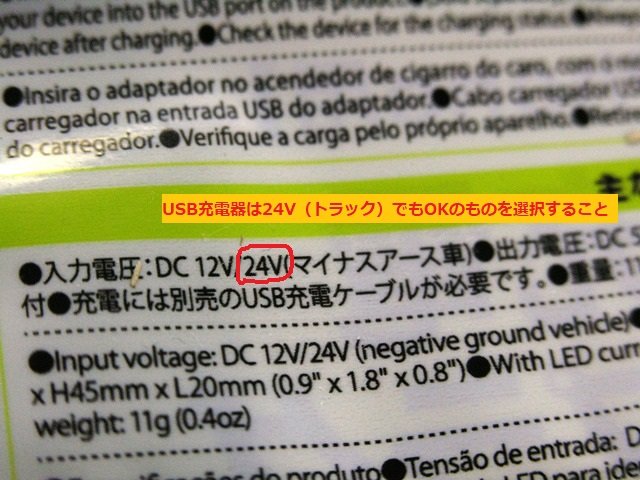 your device into the USB port on the product.
device after charging.●Check the device for the charging status.
●Insira o adaptador no acendedor de cigarro do carro, com o
carregador na entrada USB do adaptador.●Cabo carregador
do carregador.●Verifique a carga pelo próprio aparelho.
USB充電器は24V（トラック）でもOKのものを選択すること
●入力電圧：DC 12V/24V(マイナスアース車)●出力電圧：DC
付●充電には別売のUSB充電ケーブルが必要です。●重量：
●Input voltage: DC 12V/24V (negative ground vehicle)●
x H45mm x L20mm (0.9" x 1.8" x 0.8")●With LED
weight: 11g (0.4oz)
do produto●Tensão de entrada: